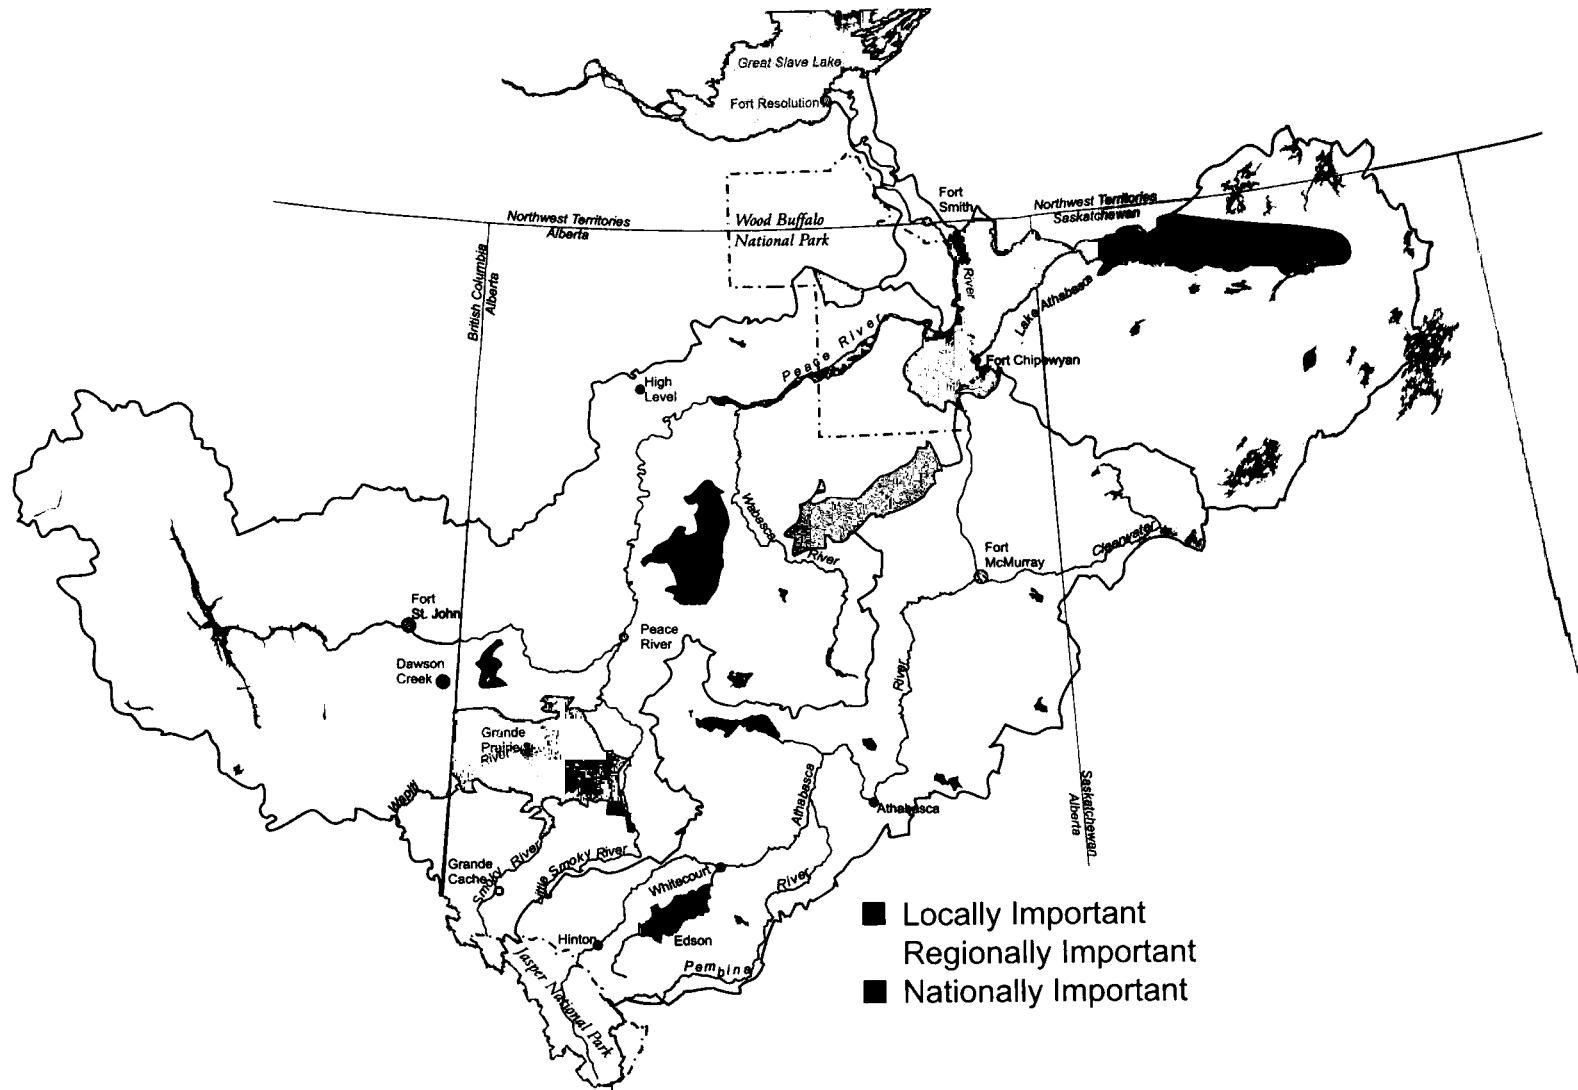 Great Slave Lake
Fort Resolution
Fort
Smith
Northwest Territories
Saskatchewan
Northwest Territories
Alberta
Wood Buffalo
National Park
British Columbia
Alberta
River
Lake Athabasca
Peace River
Fort Chipewyan
High
Level
Wabasca
River
Fort
McMurray
Clearwater
Fort
St. John
Peace
River
Dawson
Creek
River
Grande
Prairie
River
Wapiti
Athabasca
Athabasca
Saskatchewan
Alberta
Grande
Cache
Smoky River
Little Smoky River
Whitecourt
River
Hinton
Edson
Pembina
Jasper National Park
Locally Important
Regionally Important
Nationally Important